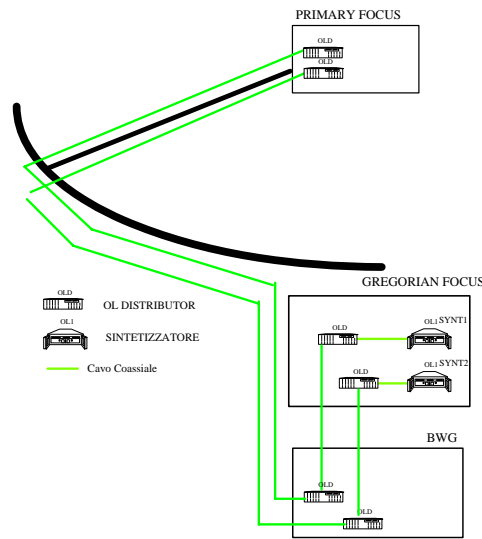 PRIMARY FOCUS
OLD
OLD
GREGORIAN FOCUS
OLD
OL DISTRIBUTOR
OL1
SINTETIZZATORE
Cavo Coassiale
OLD
OL1 SYNT1
OLD
OL1 SYNT2
BWG
OLD
OLD